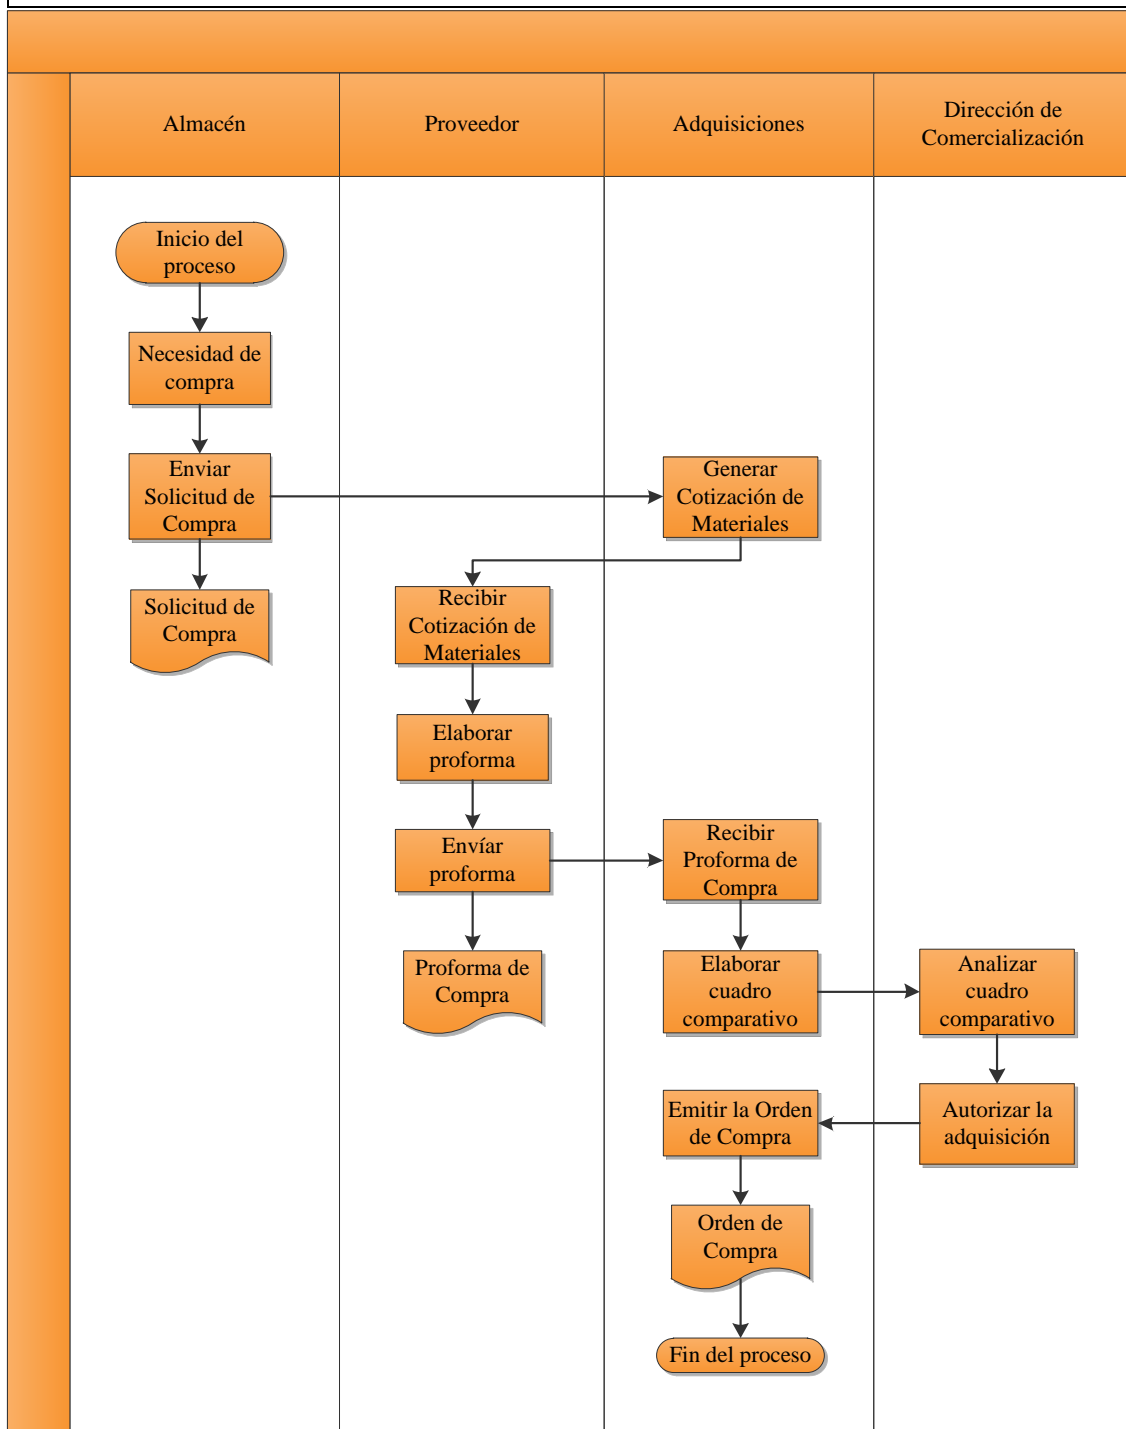 Almacén
Proveedor
Adquisiciones
Dirección de
Comercialización
Inicio del
proceso
Necesidad de
compra
Enviar
Solicitud de
Compra
Generar
Cotización de
Materiales
Solicitud de
Compra
Recibir
Cotización de
Materiales
Elaborar
proforma
Envíar
proforma
Recibir
Proforma de
Compra
Proforma de
Compra
Elaborar
cuadro
comparativo
Analizar
cuadro
comparativo
Emitir la Orden
de Compra
Autorizar la
adquisición
Orden de
Compra
Fin del proceso